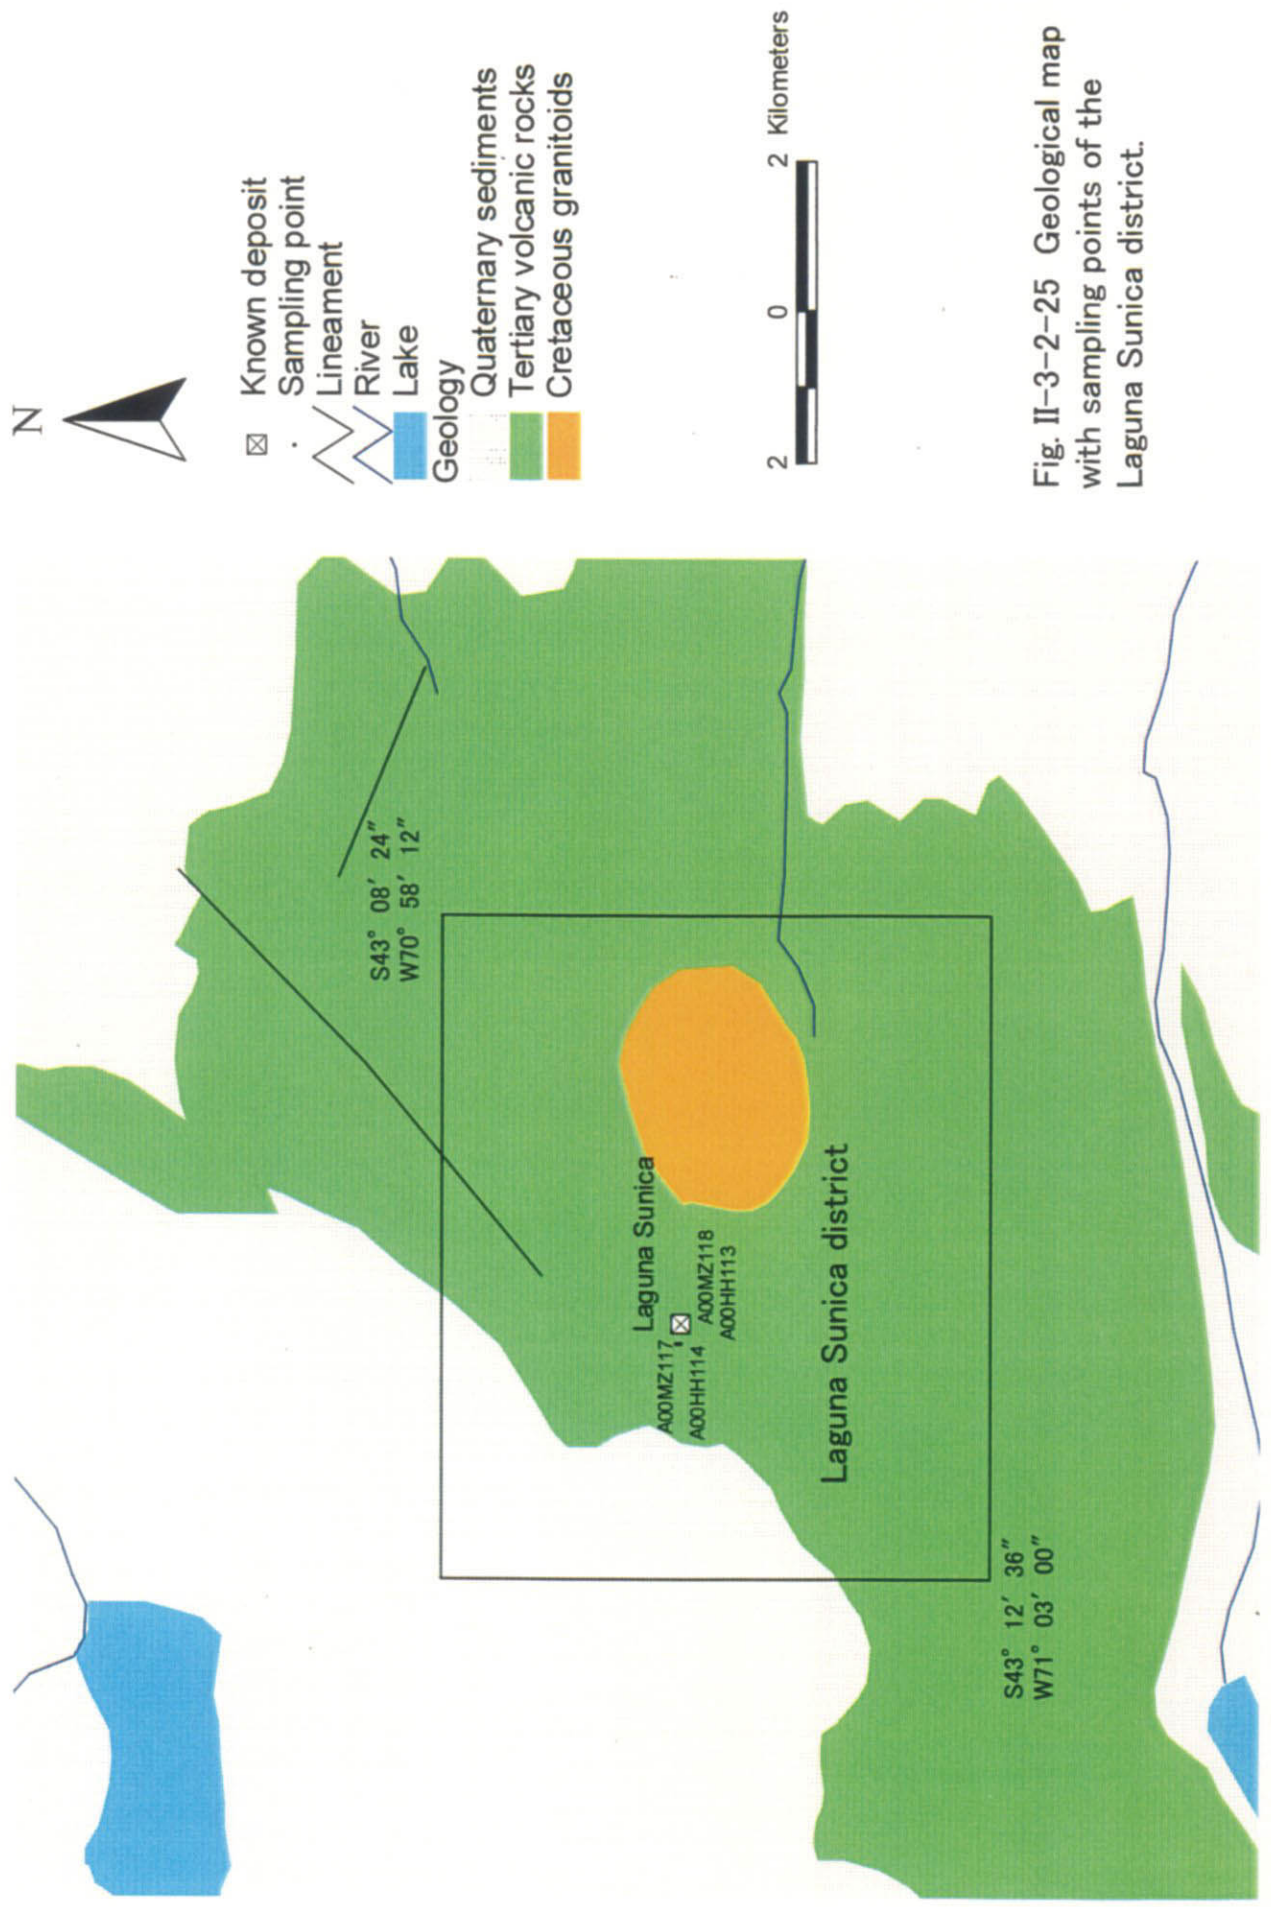 N
Known deposit
Sampling point
Lineament
River
Lake
Geology
Quaternary sediments
Tertiary volcanic rocks
Cretaceous granitoids
2 0 2 Kilometers
Fig. II-3-2-25 Geological map
with sampling points of the
Laguna Sunica district.
S43° 08′ 24″
W70° 58′ 12″
Laguna Sunica
A00MZ117
A00HH114
A00MZ118
A00HH113
Laguna Sunica district
S43° 12′ 36″
W71° 03′ 00″